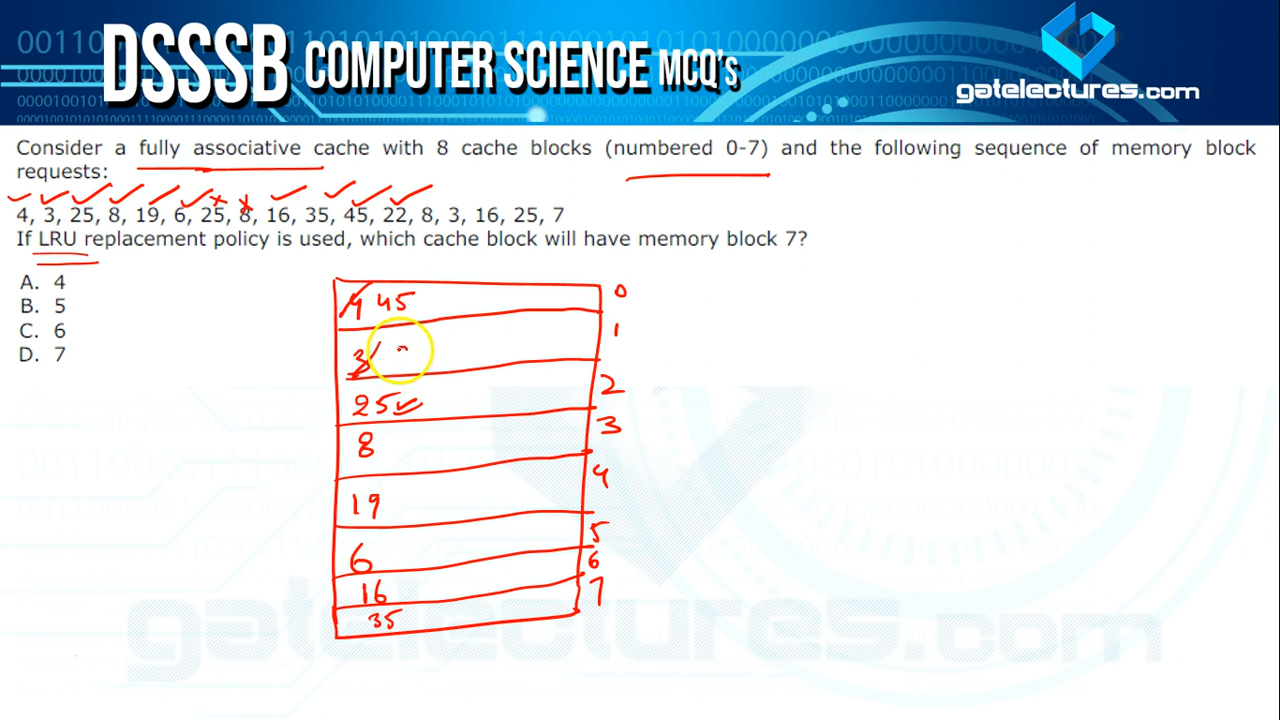 DSSSB COMPUTER SCIENCE MCQ's
gatelectures.com
Consider a fully associative cache with 8 cache blocks (numbered 0-7) and the following sequence of memory block
requests:
4, 3, 25, 8, 19, 6, 25, 8, 16, 35, 45, 22, 8, 3, 16, 25, 7
If LRU replacement policy is used, which cache block will have memory block 7?
A. 4
B. 5
C. 6
D. 7
4 45 0
3 1
25 2
8 3
19 4
6 5
16 6
35 7
gatelectures.com